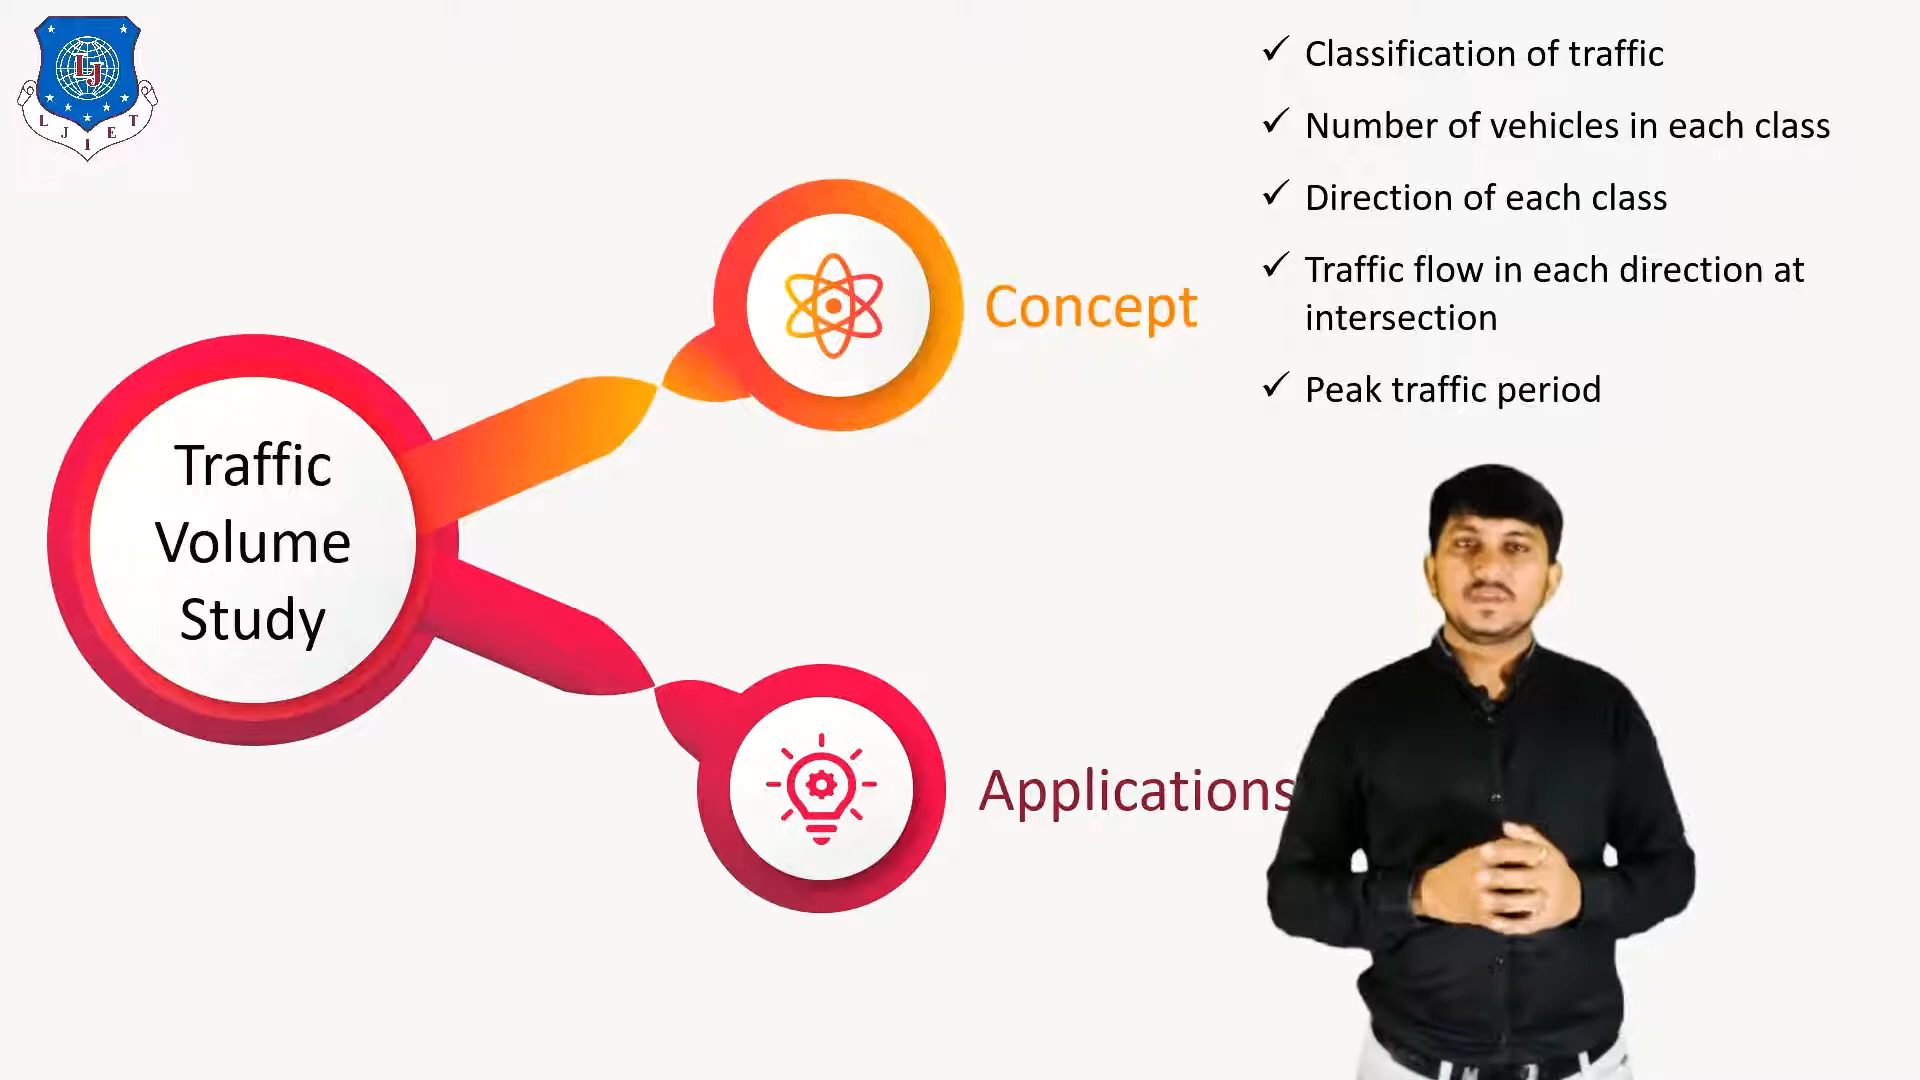 LJ
L J I E T
Traffic
Volume
Study
Concept
Applications
✓ Classification of traffic
✓ Number of vehicles in each class
✓ Direction of each class
✓ Traffic flow in each direction at
intersection
✓ Peak traffic period